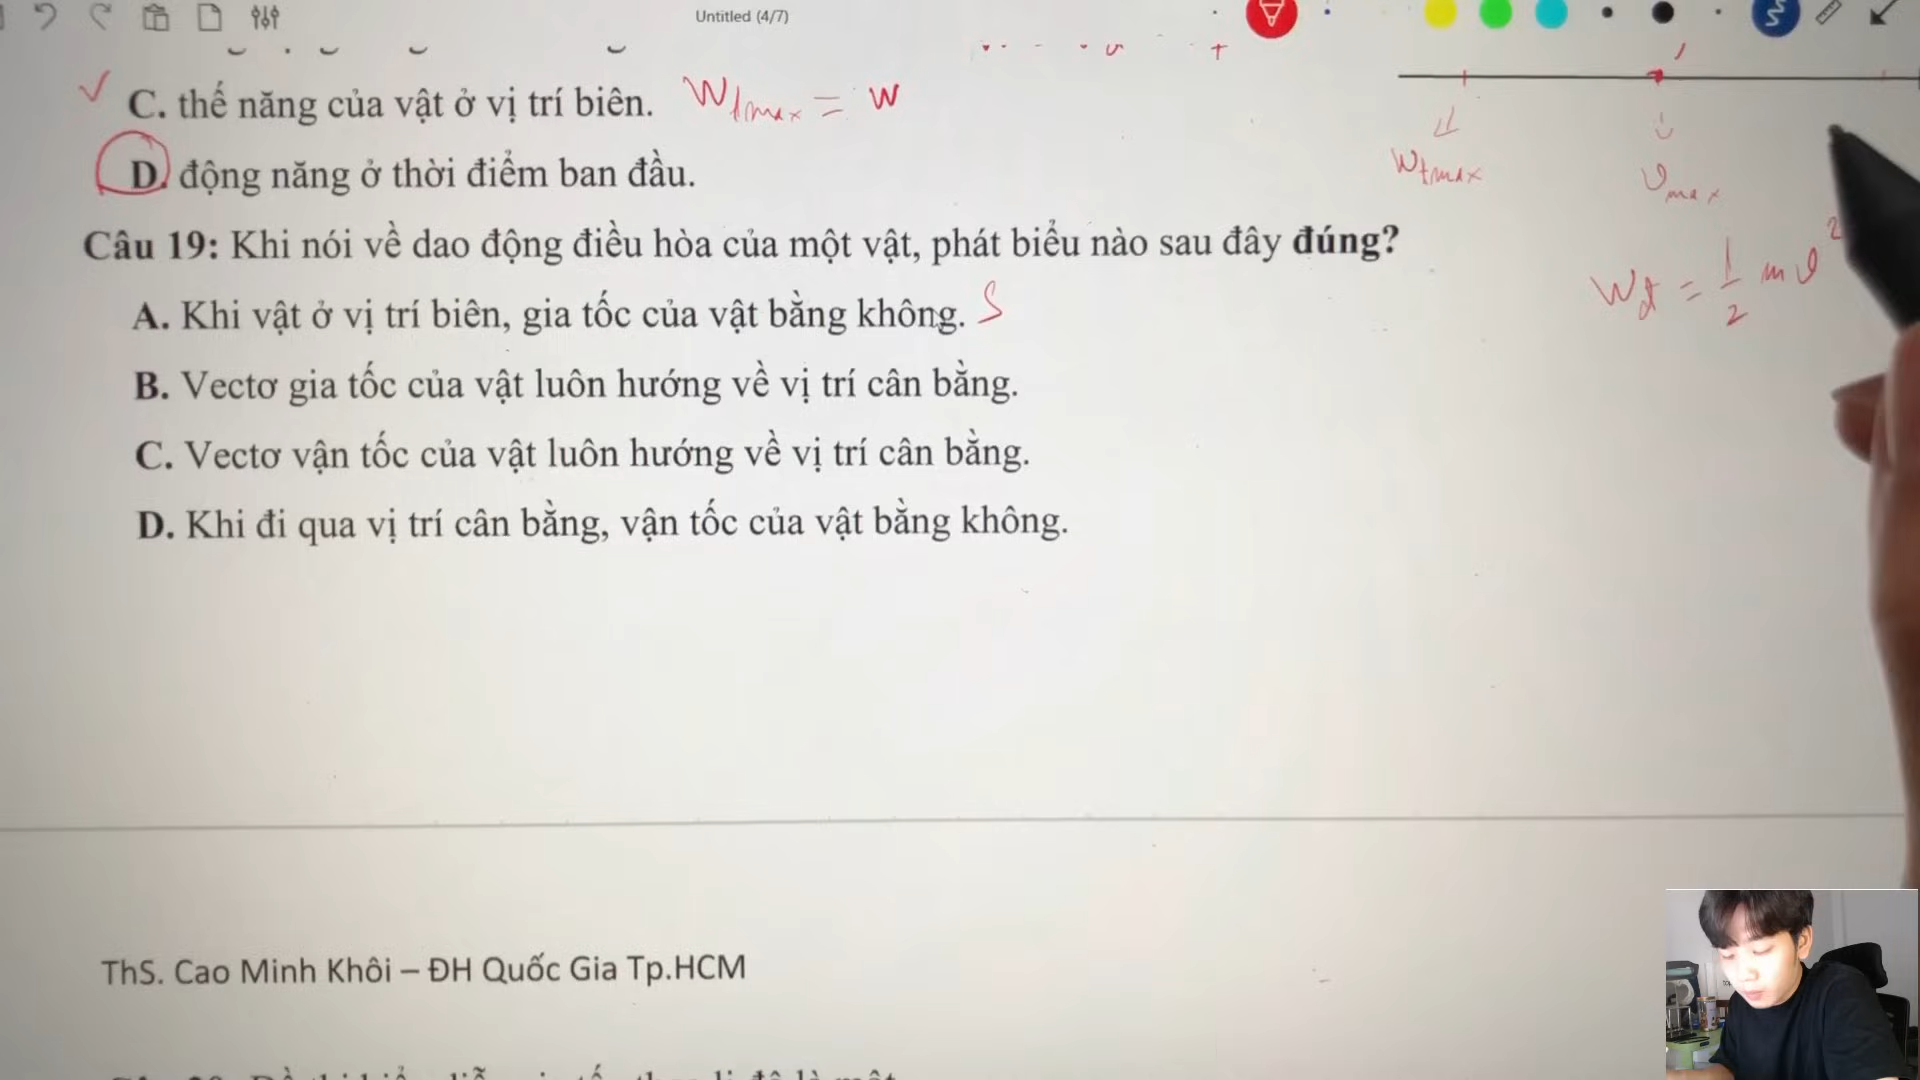 Untitled (4/7)
C. thế năng của vật ở vị trí biên. Wtmax = W
D. động năng ở thời điểm ban đầu.
Wtmax
vmax
Câu 19: Khi nói về dao động điều hòa của một vật, phát biểu nào sau đây đúng?
Wđ = 1/2 mv²
A. Khi vật ở vị trí biên, gia tốc của vật bằng không. S
B. Vectơ gia tốc của vật luôn hướng về vị trí cân bằng.
C. Vectơ vận tốc của vật luôn hướng về vị trí cân bằng.
D. Khi đi qua vị trí cân bằng, vận tốc của vật bằng không.
ThS. Cao Minh Khôi – ĐH Quốc Gia Tp.HCM